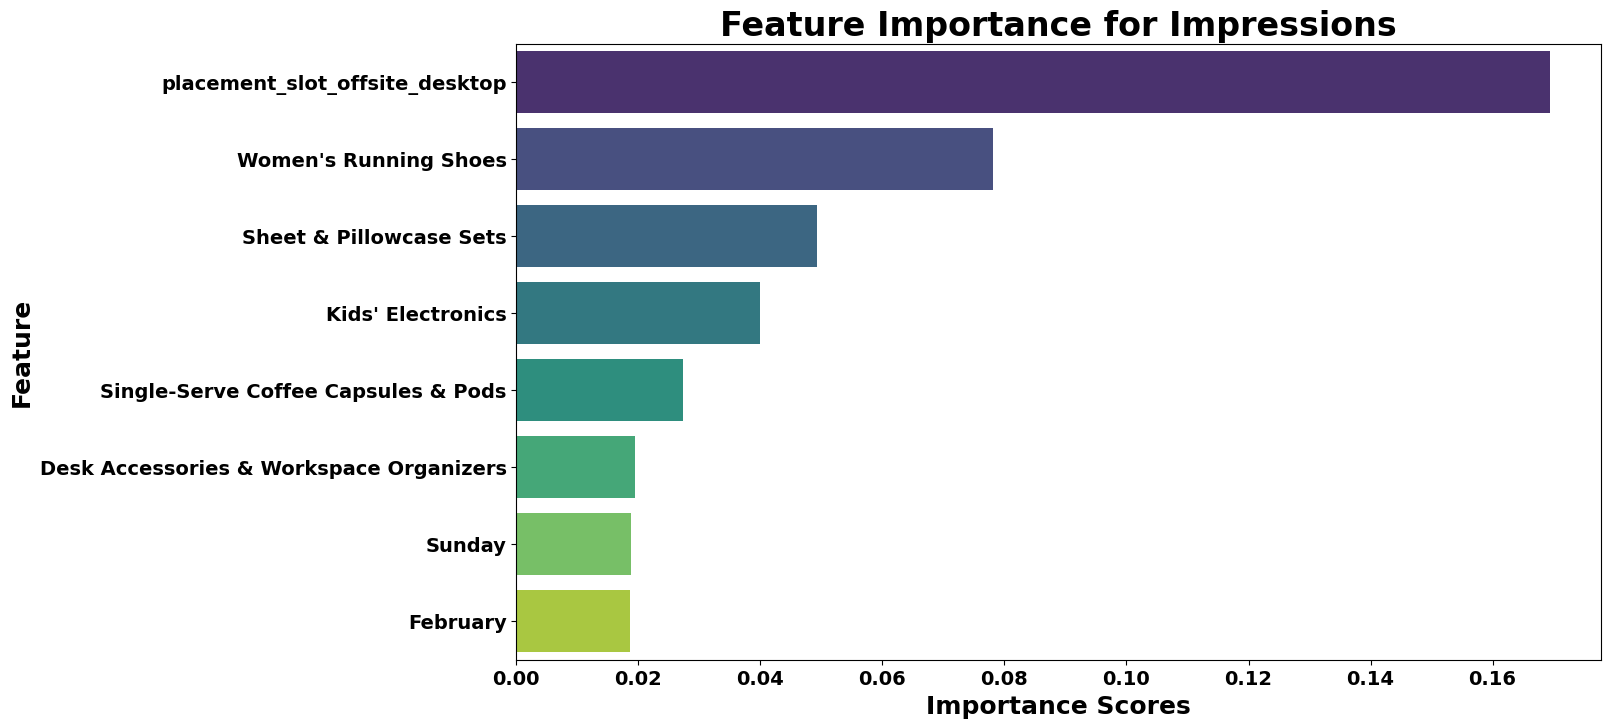 Feature Importance for Impressions
placement_slot_offsite_desktop
Women's Running Shoes
Sheet & Pillowcase Sets
Kids' Electronics
Single-Serve Coffee Capsules & Pods
Desk Accessories & Workspace Organizers
Sunday
February
Feature
0.00 0.02 0.04 0.06 0.08 0.10 0.12 0.14 0.16
Importance Scores